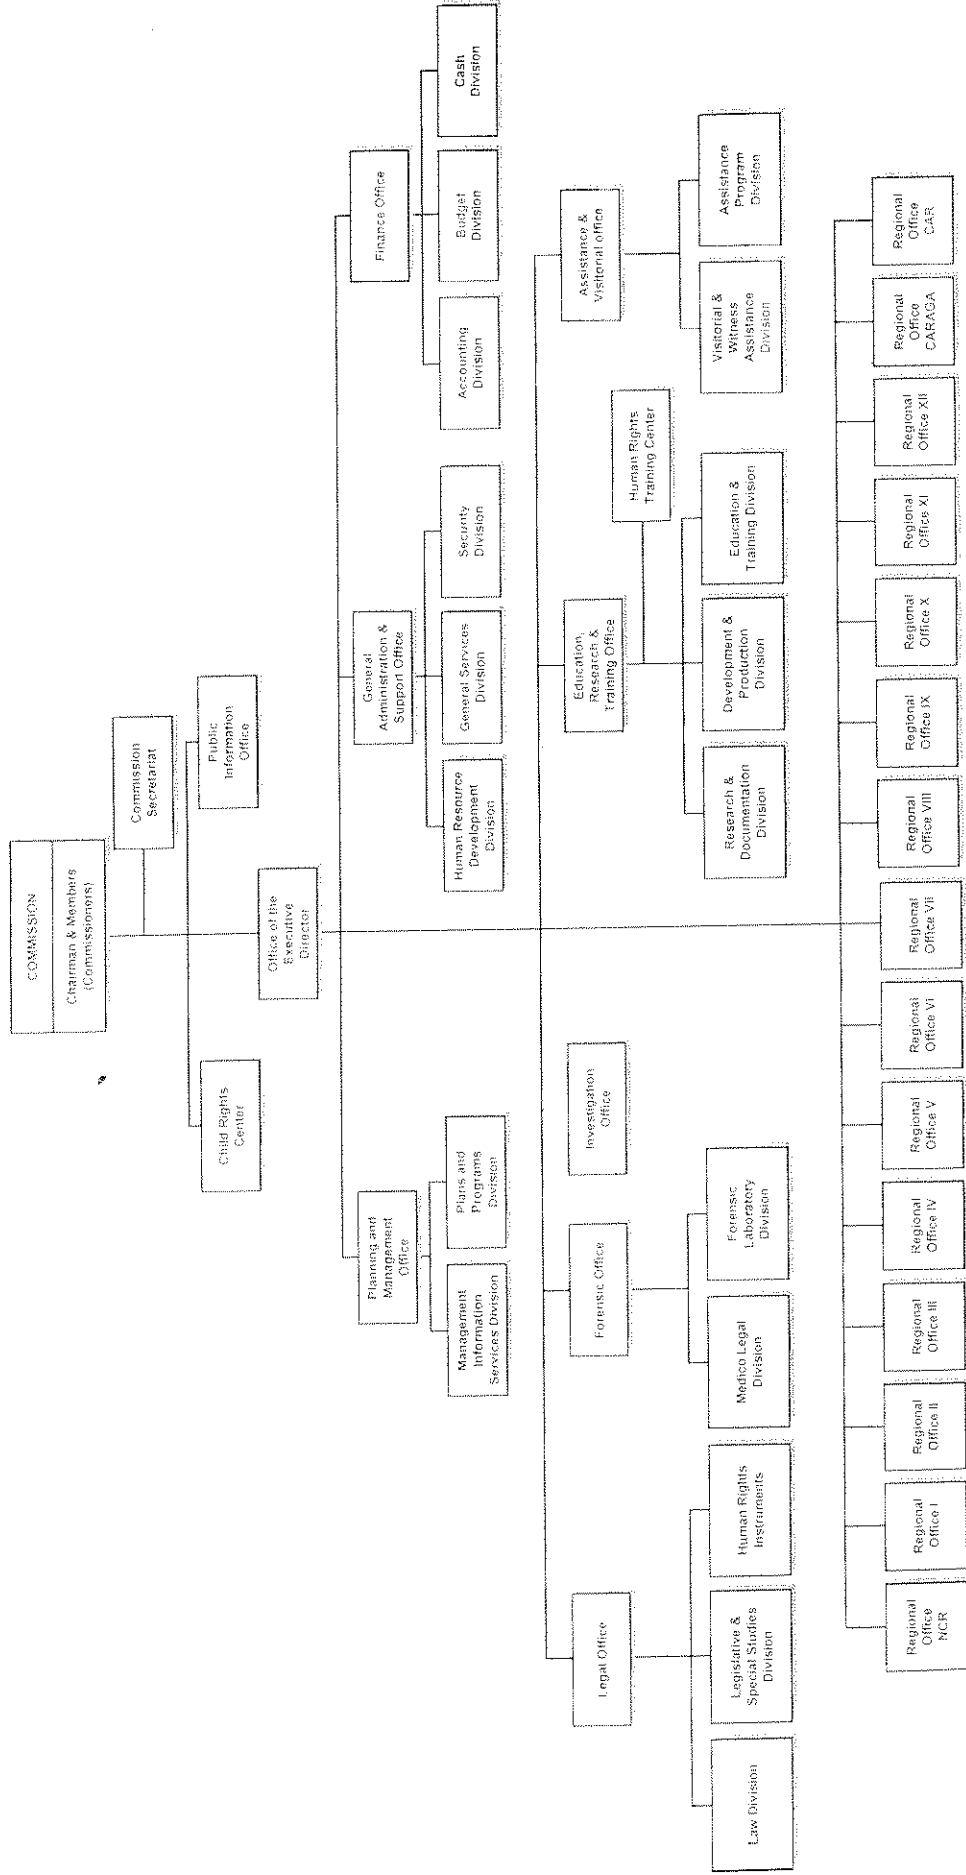 COMMISSION
Chairman & Members
(Commissioners)
Commission
Secretariat
Child Rights
Center
Public
Information
Office
Office of the
Executive
Director
Planning and
Management
Office
General
Administration &
Support Office
Finance Office
Management
Information
Services Division
Plans and
Programs
Division
Human Resource
Development
Division
General Services
Division
Security
Division
Accounting
Division
Budget
Division
Cash
Division
Legal Office
Forensic Office
Investigation
Office
Education,
Research &
Training Office
Assistance &
Visitorial office
Human Rights
Training Center
Law Division
Legislative &
Special Studies
Division
Human Rights
Instruments
Medico Legal
Division
Forensic
Laboratory
Division
Research &
Documentation
Division
Development &
Production
Division
Education &
Training Division
Visitorial &
Witness
Assistance
Division
Assistance
Program
Division
Regional
Office
NCR
Regional
Office I
Regional
Office II
Regional
Office III
Regional
Office IV
Regional
Office V
Regional
Office VI
Regional
Office VII
Regional
Office VIII
Regional
Office IX
Regional
Office X
Regional
Office XI
Regional
Office XII
Regional
Office
CARAGA
Regional
Office
CAR